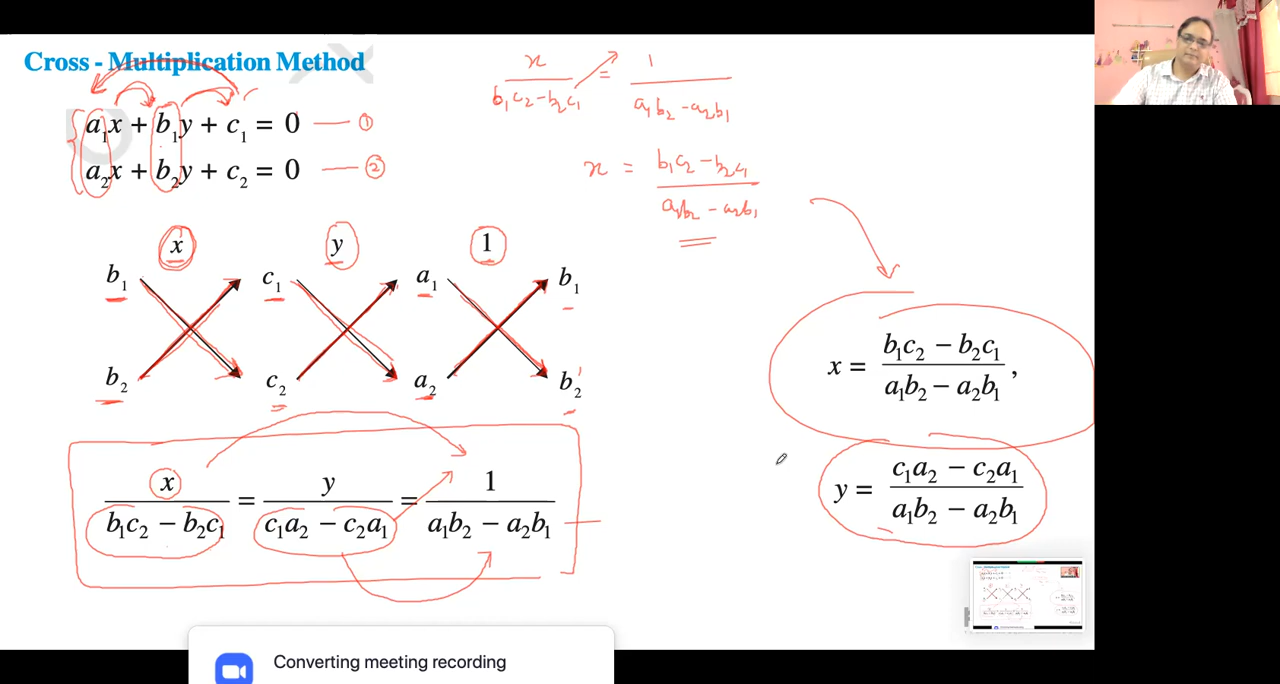 Cross - Multiplication Method
a₁x + b₁y + c₁ = 0 — ①
a₂x + b₂y + c₂ = 0 — ②
x / (b₁c₂ − b₂c₁) = 1 / (a₁b₂ − a₂b₁)
x = (b₁c₂ − b₂c₁) / (a₁b₂ − a₂b₁)
x y 1
b₁ c₁ a₁ b₁
b₂ c₂ a₂ b₂
x / (b₁c₂ − b₂c₁) = y / (c₁a₂ − c₂a₁) = 1 / (a₁b₂ − a₂b₁)
x = (b₁c₂ − b₂c₁) / (a₁b₂ − a₂b₁),
y = (c₁a₂ − c₂a₁) / (a₁b₂ − a₂b₁)
Converting meeting recording